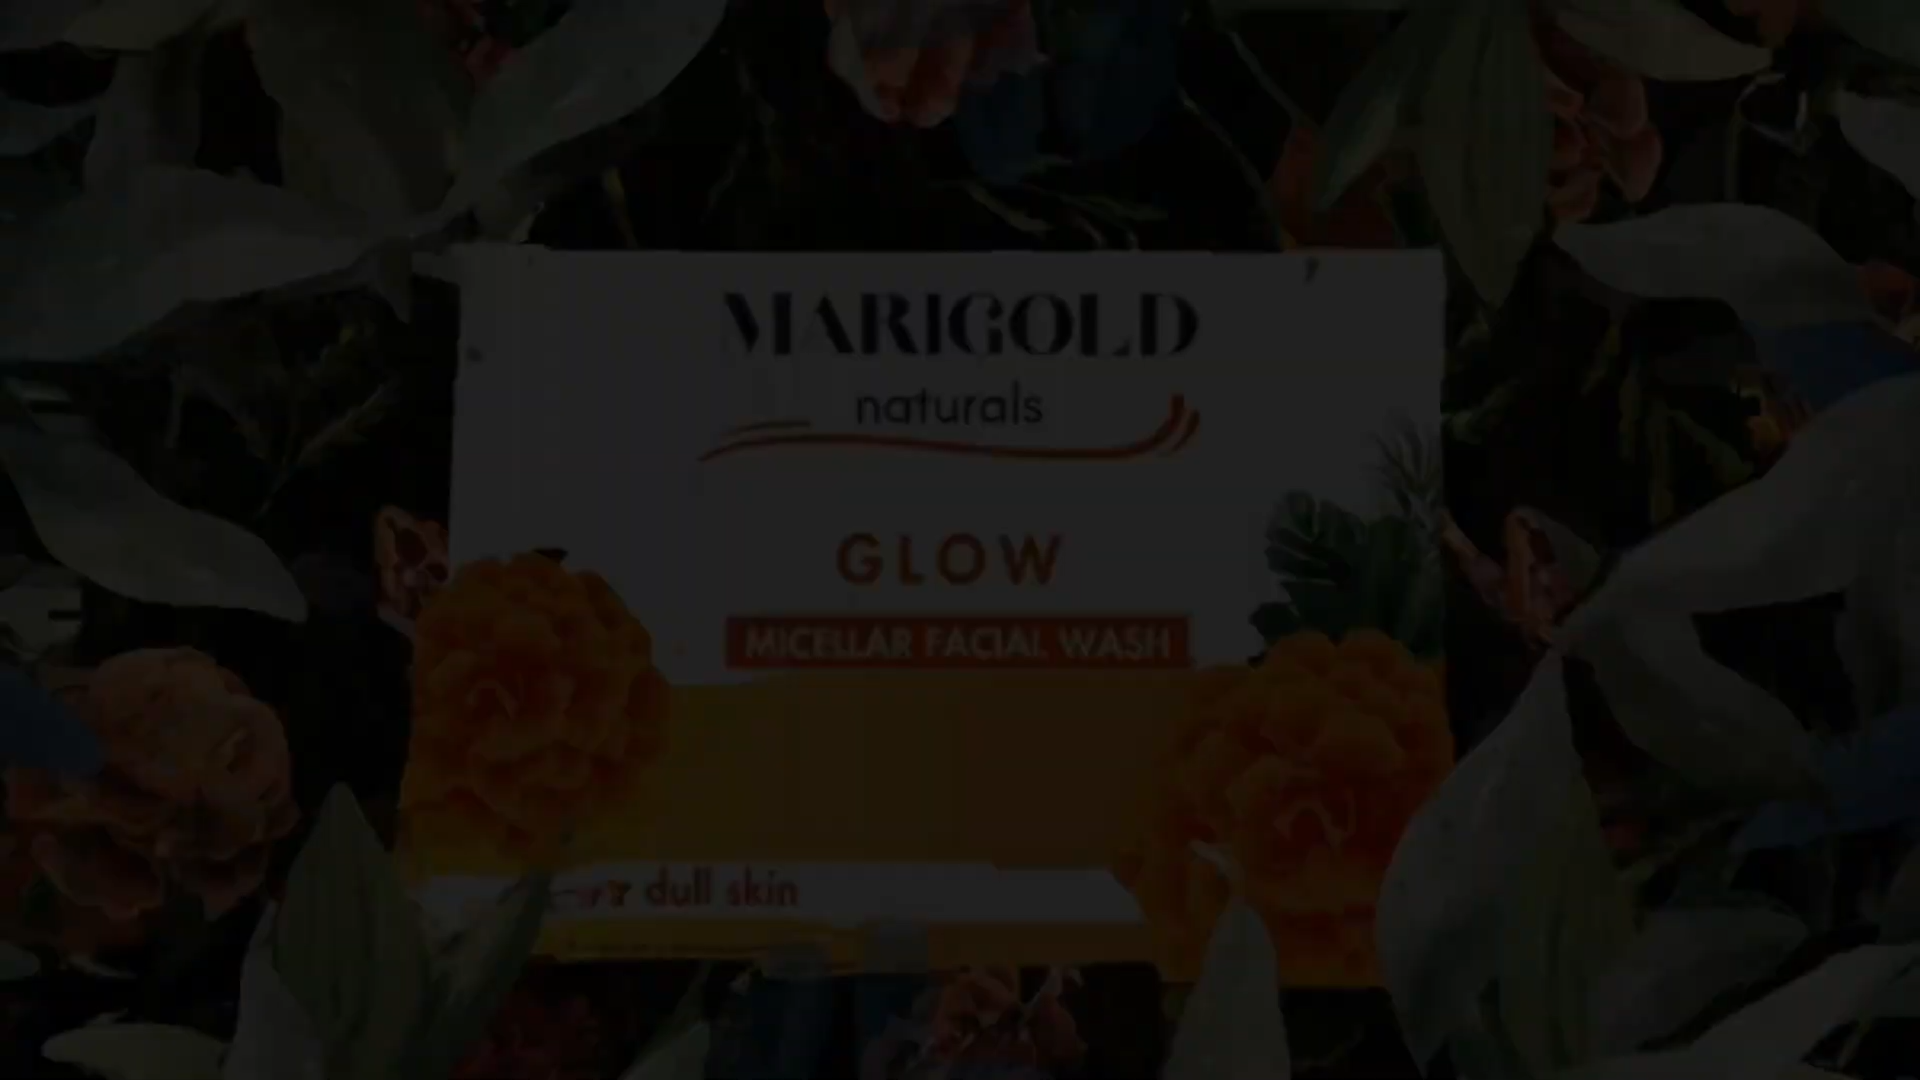 MARIGOLD
naturals
GLOW
MICELLAR FACIAL WASH
dull skin